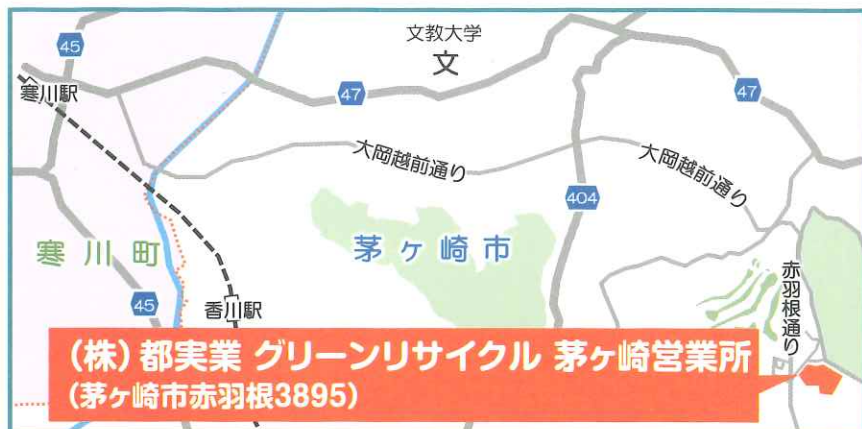 文教大学
文
45
47
47
寒川駅
大岡越前通り
大岡越前通り
404
寒川町
茅ヶ崎市
赤羽根通り
45
香川駅
(株)都実業 グリーンリサイクル 茅ヶ崎営業所
(茅ヶ崎市赤羽根3895)